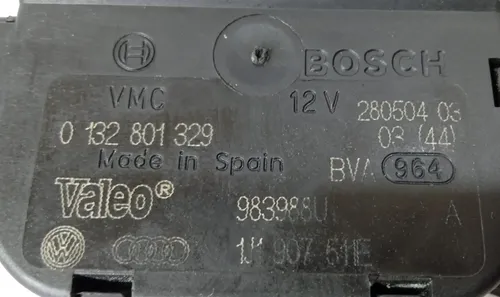 BOSCH
VMC 12V 280504 03
0 132 801 329 03 (44)
Made in Spain BVA 964
Valeo® 983988U A
1J1 907 511E